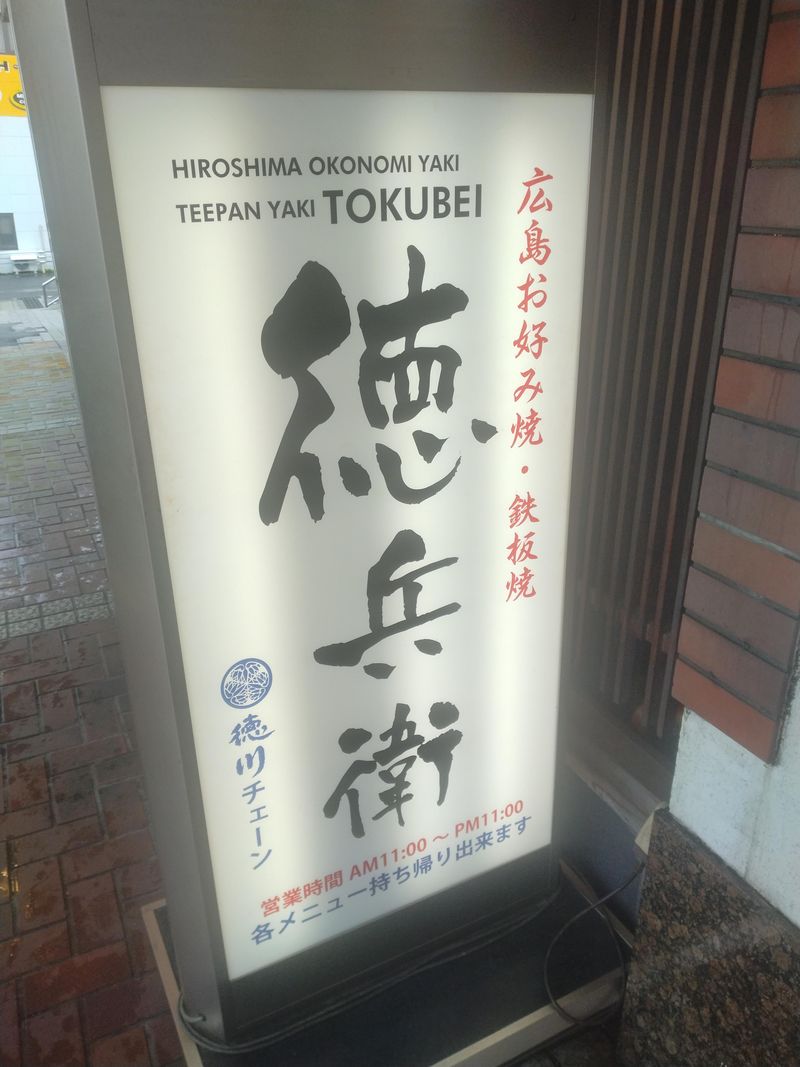 HIROSHIMA OKONOMI YAKI
TEEPAN YAKI TOKUBEI
広島お好み焼・鉄板焼
徳兵衛
徳川チェーン
営業時間 AM11:00 ~ PM11:00
各メニュー持ち帰り出来ます